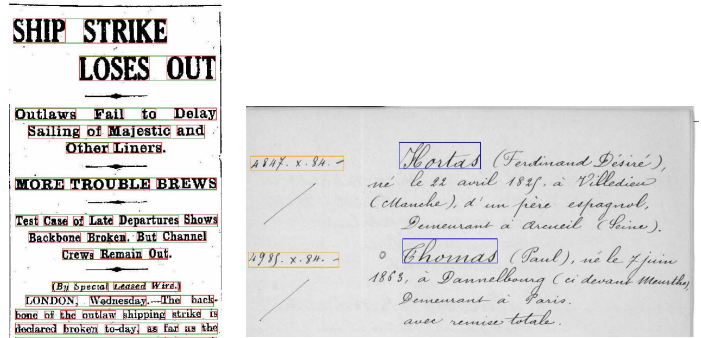 SHIP STRIKE
LOSES OUT
Outlaws Fail to Delay
Sailing of Majestic and
Other Liners.
MORE TROUBLE BREWS
Test Case of Late Departures Shows
Backbone Broken, But Channel
Crews Remain Out.
(By Special Leased Wire.)
LONDON, Wednesday.—The back-
bone of the outlaw shipping strike is
declared broken to-day, as far as the
4847. x. 84. –
Hortas (Ferdinand Désiré),
né le 22 avril 1825, à Villedieu
(Manche), d'un père espagnol,
Demeurant à Arcueil (Seine).
4985. x. 84. –
Thomas (Paul), né le 7 juin
1863, à Dannelbourg (ci devant Meurthe)
Demeurant à Paris.
avec remise totale.